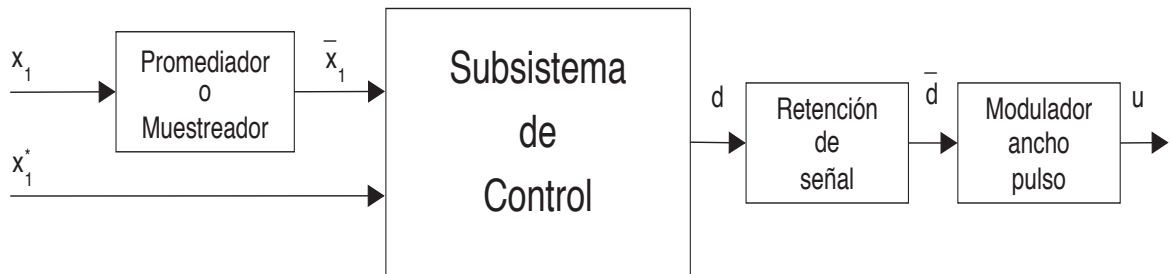 x₁
Promediador
o
Muestreador
x̄₁
x₁*
Subsistema
de
Control
d
Retención
de
señal
d̄
Modulador
ancho
pulso
u